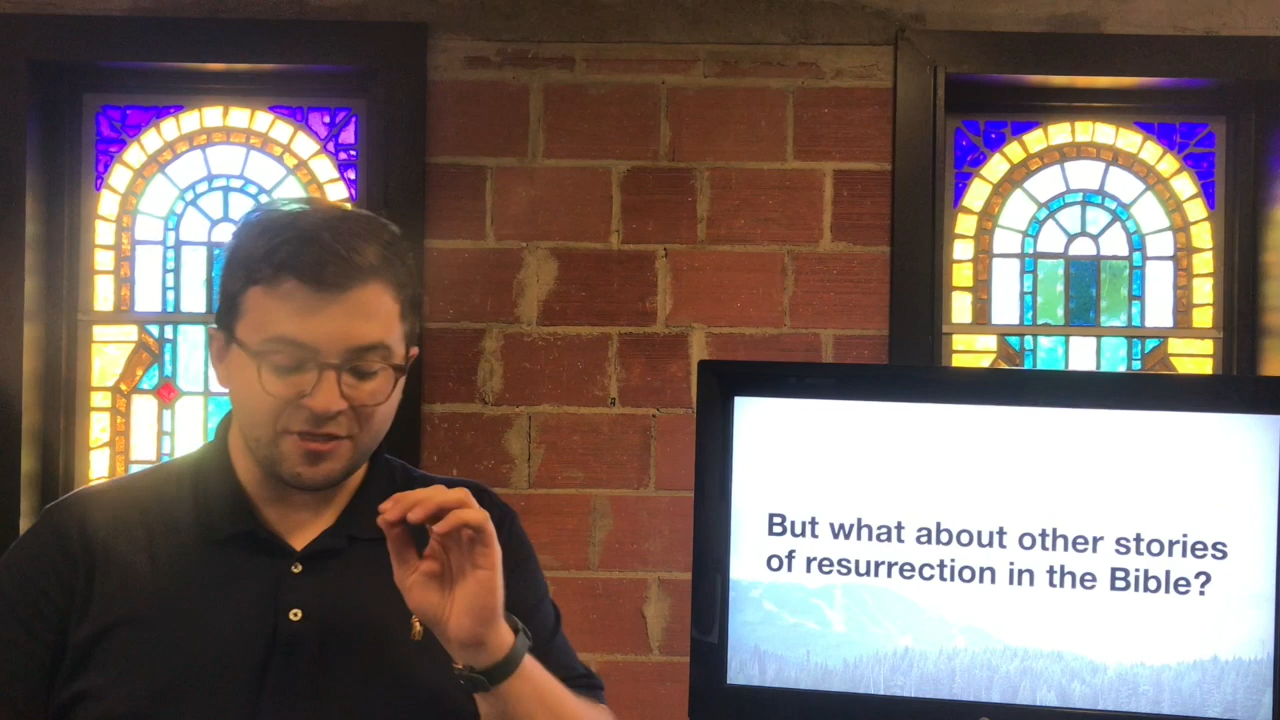 But what about other stories
of resurrection in the Bible?